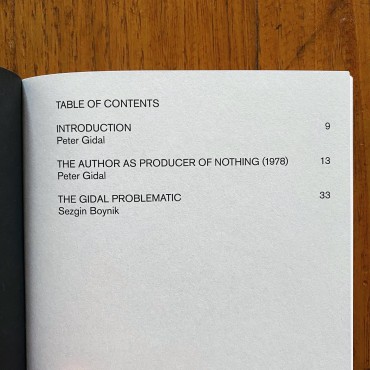 TABLE OF CONTENTS
INTRODUCTION 9
Peter Gidal
THE AUTHOR AS PRODUCER OF NOTHING (1978) 13
Peter Gidal
THE GIDAL PROBLEMATIC 33
Sezgin Boynik